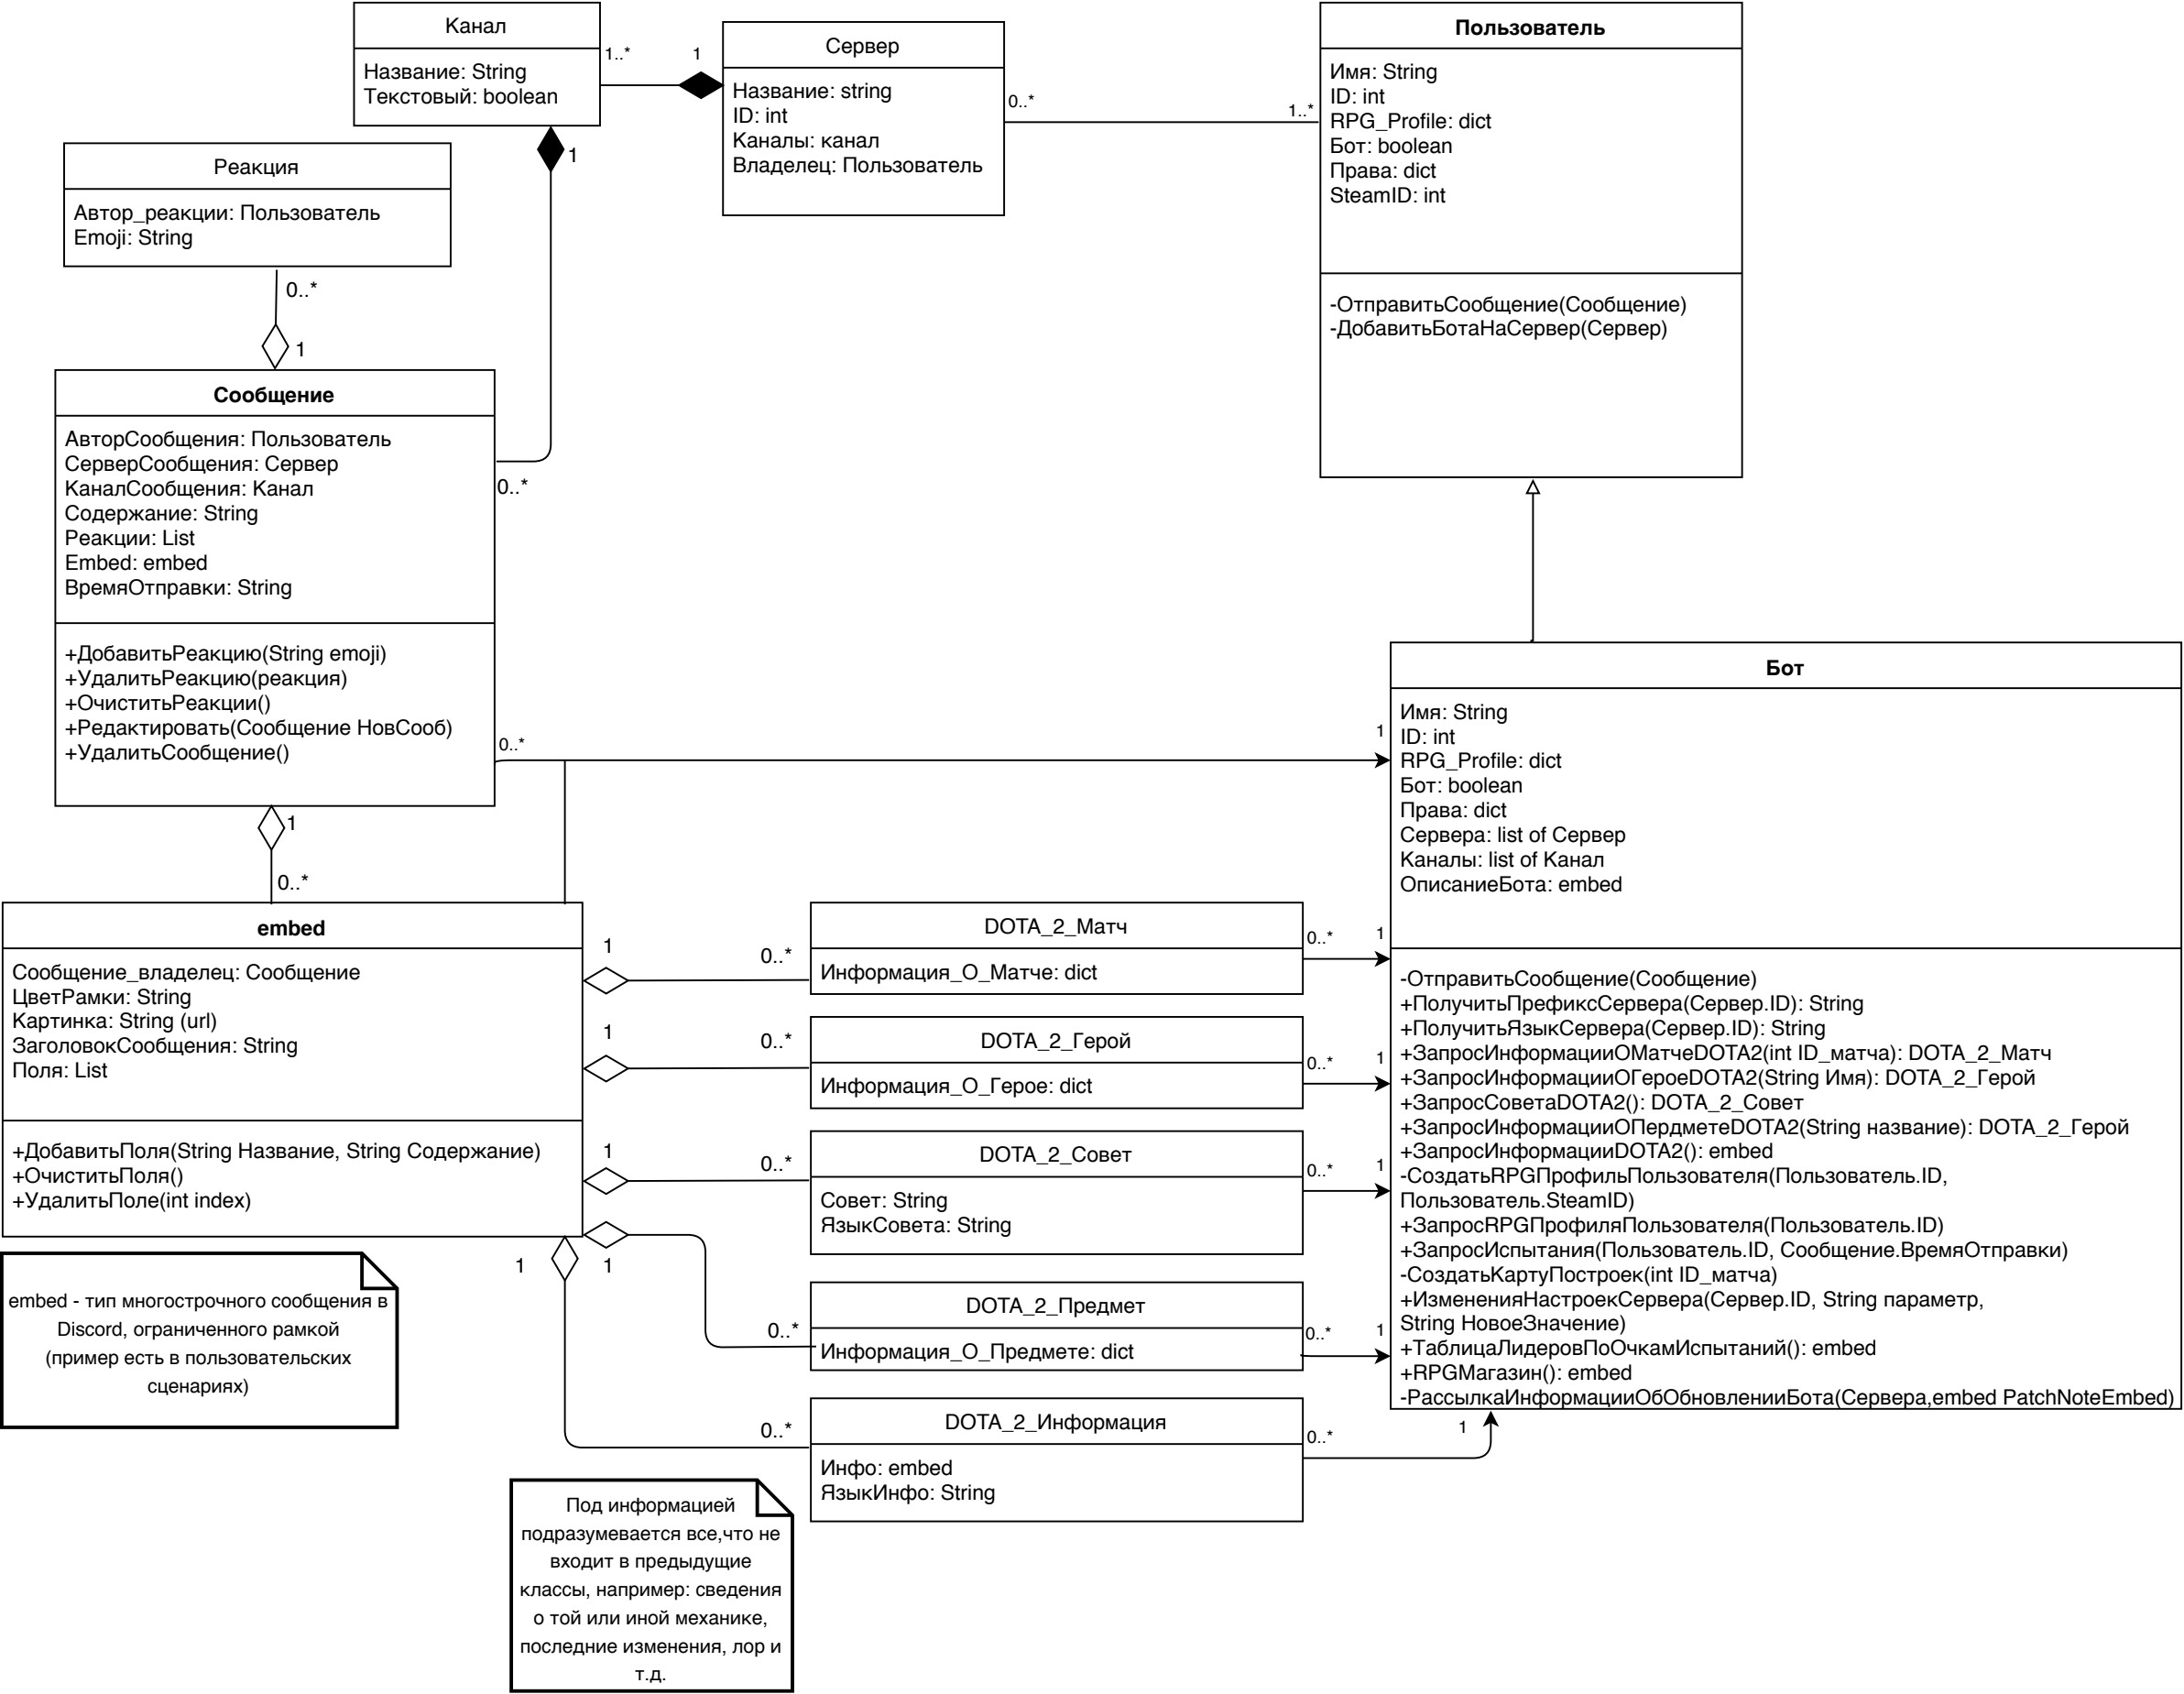 Канал
Название: String
Текстовый: boolean
1..*
1
Сервер
Название: string
ID: int
Каналы: канал
Владелец: Пользователь
0..*
1..*
Пользователь
Имя: String
ID: int
RPG_Profile: dict
Бот: boolean
Права: dict
SteamID: int
-ОтправитьСообщение(Сообщение)
-ДобавитьБотаНаСервер(Сервер)
1
Реакция
Автор_реакции: Пользователь
Emoji: String
0..*
1
Сообщение
АвторСообщения: Пользователь
СерверСообщения: Сервер
КаналСообщения: Канал
Содержание: String
Реакции: List
Embed: embed
ВремяОтправки: String
+ДобавитьРеакцию(String emoji)
+УдалитьРеакцию(реакция)
+ОчиститьРеакции()
+Редактировать(Сообщение НовСооб)
+УдалитьСообщение()
0..*
0..*
1
1
0..*
embed
Сообщение_владелец: Сообщение
ЦветРамки: String
Картинка: String (url)
ЗаголовокСообщения: String
Поля: List
+ДобавитьПоля(String Название, String Содержание)
+ОчиститьПоля()
+УдалитьПоле(int index)
1
0..*
1
0..*
1
0..*
1
1
0..*
0..*
embed - тип многострочного сообщения в
Discord, ограниченного рамкой
(пример есть в пользовательских
сценариях)
DOTA_2_Матч
Информация_О_Матче: dict
0..*
1
DOTA_2_Герой
Информация_О_Герое: dict
0..*
1
DOTA_2_Совет
Совет: String
ЯзыкСовета: String
0..*
1
DOTA_2_Предмет
Информация_О_Предмете: dict
0..*
1
DOTA_2_Информация
Инфо: embed
ЯзыкИнфо: String
0..*
1
Под информацией
подразумевается все,что не
входит в предыдущие
классы, например: сведения
о той или иной механике,
последние изменения, лор и
т.д.
Бот
Имя: String
ID: int
RPG_Profile: dict
Бот: boolean
Права: dict
Сервера: list of Сервер
Каналы: list of Канал
ОписаниеБота: embed
-ОтправитьСообщение(Сообщение)
+ПолучитьПрефиксСервера(Сервер.ID): String
+ПолучитьЯзыкСервера(Сервер.ID): String
+ЗапросИнформацииОМатчеDOTA2(int ID_матча): DOTA_2_Матч
+ЗапросИнформацииОГероеDOTA2(String Имя): DOTA_2_Герой
+ЗапросСоветаDOTA2(): DOTA_2_Совет
+ЗапросИнформацииОПердметеDOTA2(String название): DOTA_2_Герой
+ЗапросИнформацииDOTA2(): embed
-СоздатьRPGПрофильПользователя(Пользователь.ID,
Пользователь.SteamID)
+ЗапросRPGПрофиляПользователя(Пользователь.ID)
+ЗапросИспытания(Пользователь.ID, Сообщение.ВремяОтправки)
-СоздатьКартуПостроек(int ID_матча)
+ИзмененияНастроекСервера(Сервер.ID, String параметр,
String НовоеЗначение)
+ТаблицаЛидеровПоОчкамИспытаний(): embed
+RPGМагазин(): embed
-РассылкаИнформацииОбОбновленииБота(Сервера,embed PatchNoteEmbed)